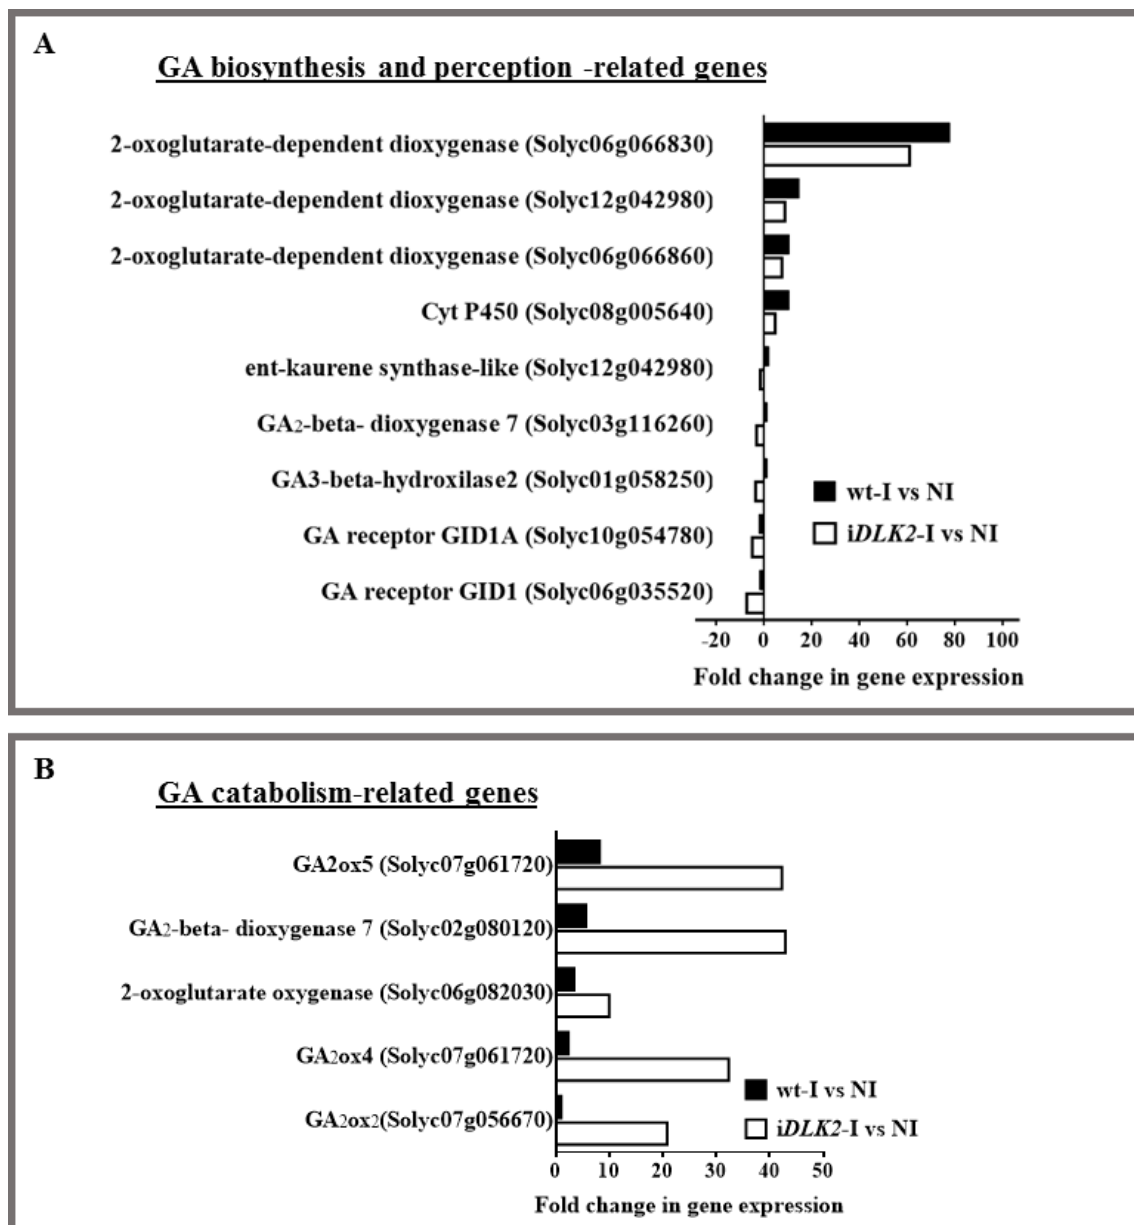 A
GA biosynthesis and perception -related genes
2-oxoglutarate-dependent dioxygenase (Solyc06g066830)
2-oxoglutarate-dependent dioxygenase (Solyc12g042980)
2-oxoglutarate-dependent dioxygenase (Solyc06g066860)
Cyt P450 (Solyc08g005640)
ent-kaurene synthase-like (Solyc12g042980)
GA2-beta- dioxygenase 7 (Solyc03g116260)
GA3-beta-hydroxilase2 (Solyc01g058250)
GA receptor GID1A (Solyc10g054780)
GA receptor GID1 (Solyc06g035520)
wt-I vs NI
iDLK2-I vs NI
-20 0 20 40 60 80 100
Fold change in gene expression
B
GA catabolism-related genes
GA2ox5 (Solyc07g061720)
GA2-beta- dioxygenase 7 (Solyc02g080120)
2-oxoglutarate oxygenase (Solyc06g082030)
GA2ox4 (Solyc07g061720)
GA2ox2(Solyc07g056670)
wt-I vs NI
iDLK2-I vs NI
0 10 20 30 40 50
Fold change in gene expression